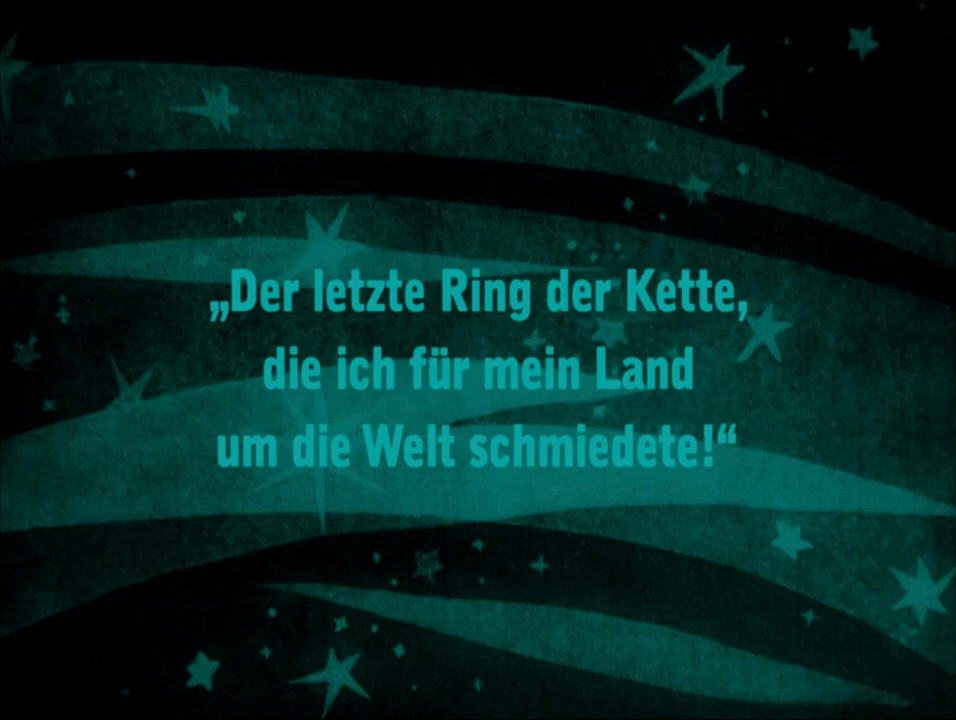 „Der letzte Ring der Kette,
die ich für mein Land
um die Welt schmiedete!“